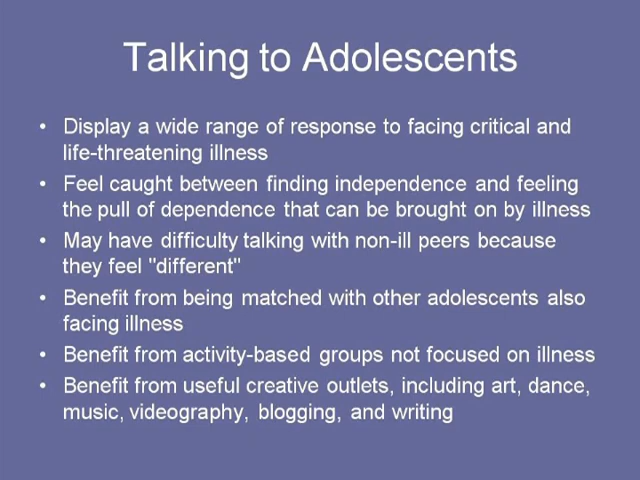 Talking to Adolescents
• Display a wide range of response to facing critical and
life-threatening illness
• Feel caught between finding independence and feeling
the pull of dependence that can be brought on by illness
• May have difficulty talking with non-ill peers because
they feel "different"
• Benefit from being matched with other adolescents also
facing illness
• Benefit from activity-based groups not focused on illness
• Benefit from useful creative outlets, including art, dance,
music, videography, blogging, and writing